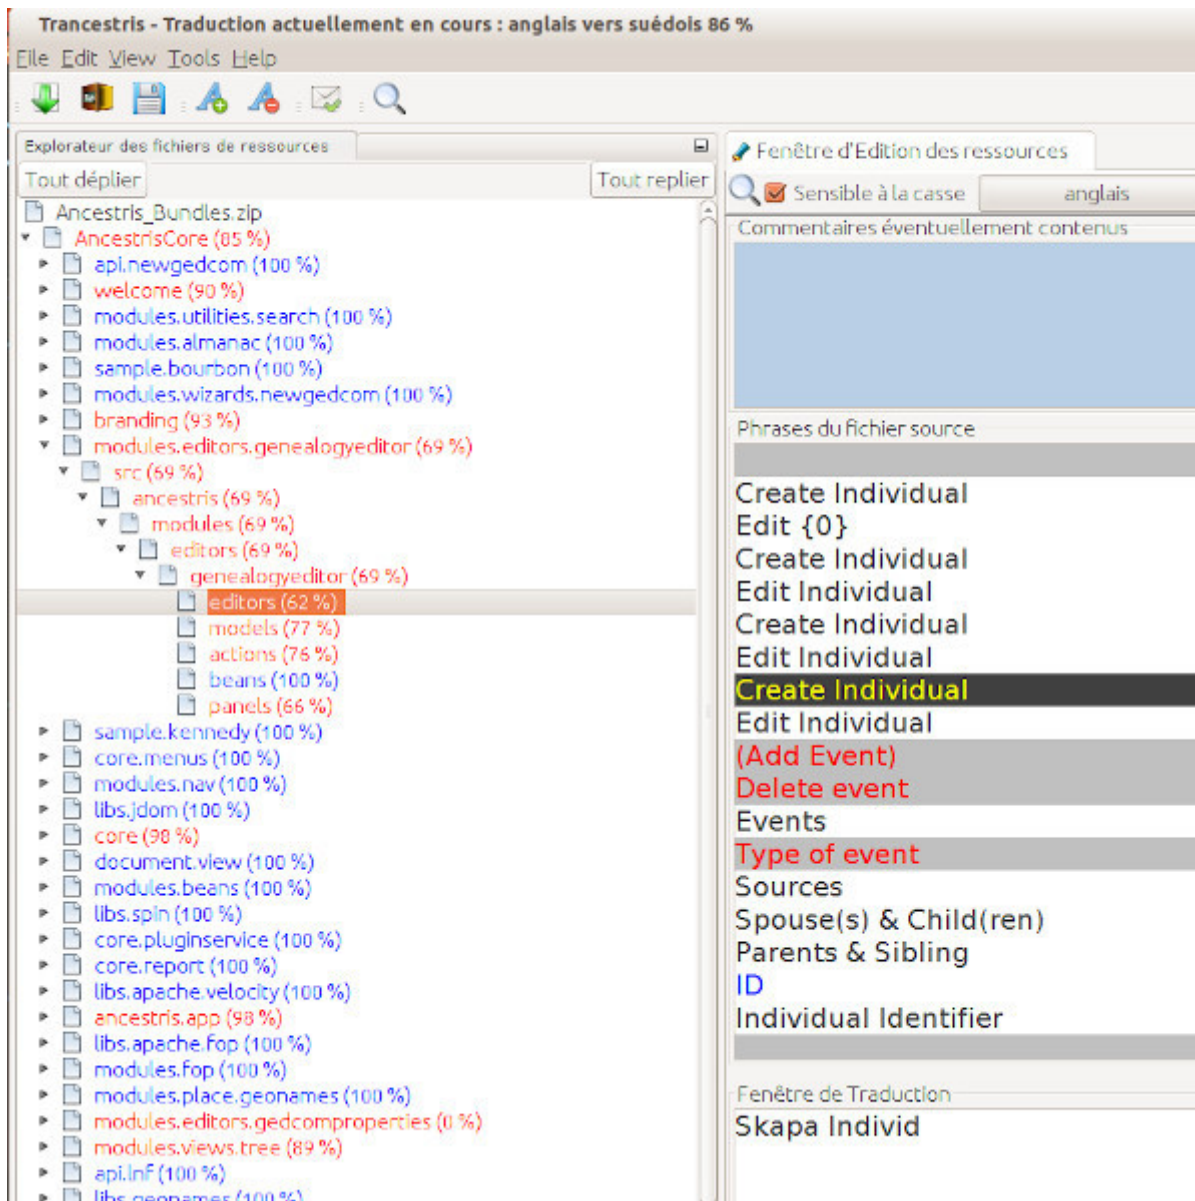 Trancestris - Traduction actuellement en cours : anglais vers suédois 86 %
File Edit View Tools Help
Explorateur des fichiers de ressources
Tout déplier
Tout replier
Ancestris_Bundles.zip
AncestrisCore (85 %)
api.newgedcom (100 %)
welcome (90 %)
modules.utilities.search (100 %)
modules.almanac (100 %)
sample.bourbon (100 %)
modules.wizards.newgedcom (100 %)
branding (93 %)
modules.editors.genealogyeditor (69 %)
src (69 %)
ancestris (69 %)
modules (69 %)
editors (69 %)
genealogyeditor (69 %)
editors (62 %)
models (77 %)
actions (76 %)
beans (100 %)
panels (66 %)
sample.kennedy (100 %)
core.menus (100 %)
modules.nav (100 %)
libs.jdom (100 %)
core (98 %)
document.view (100 %)
modules.beans (100 %)
libs.spin (100 %)
core.pluginservice (100 %)
core.report (100 %)
libs.apache.velocity (100 %)
ancestris.app (98 %)
libs.apache.fop (100 %)
modules.fop (100 %)
modules.place.geonames (100 %)
modules.editors.gedcomproperties (0 %)
modules.views.tree (89 %)
api.lnf (100 %)
libs.geonames (100 %)
Fenêtre d'Edition des ressources
Sensible à la casse
anglais
Commentaires éventuellement contenus
Phrases du fichier source
Create Individual
Edit {0}
Create Individual
Edit Individual
Create Individual
Edit Individual
Create Individual
Edit Individual
(Add Event)
Delete event
Events
Type of event
Sources
Spouse(s) & Child(ren)
Parents & Sibling
ID
Individual Identifier
Fenêtre de Traduction
Skapa Individ